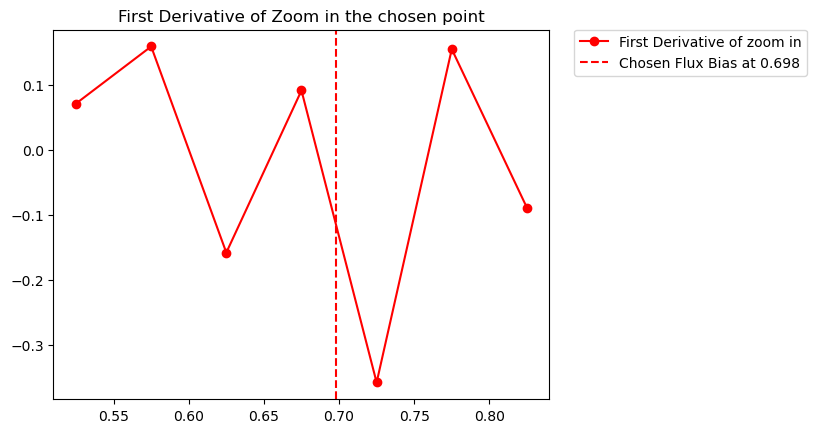 First Derivative of Zoom in the chosen point
First Derivative of zoom in
Chosen Flux Bias at 0.698
0.1
0.0
−0.1
−0.2
−0.3
0.55 0.60 0.65 0.70 0.75 0.80